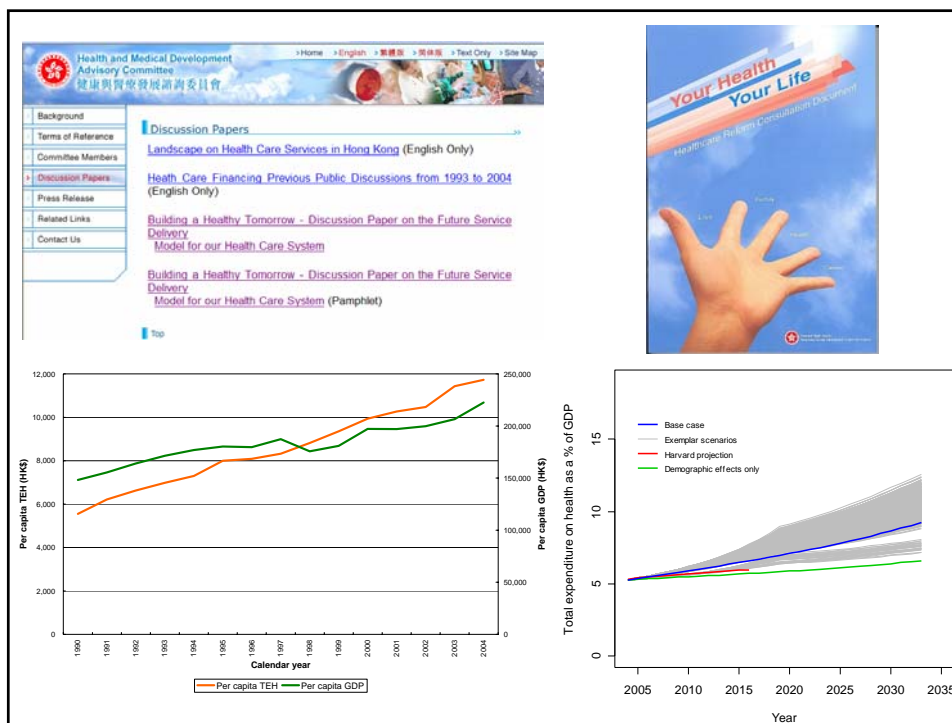 Health and Medical Development
Advisory Committee
健康與醫療發展諮詢委員會
Home English 繁體版 简体版 Text Only Site Map
Background
Terms of Reference
Committee Members
Discussion Papers
Press Release
Related Links
Contact Us
Discussion Papers
Landscape on Health Care Services in Hong Kong (English Only)
Heath Care Financing Previous Public Discussions from 1993 to 2004
(English Only)
Building a Healthy Tomorrow - Discussion Paper on the Future Service
Delivery
Model for our Health Care System
Building a Healthy Tomorrow - Discussion Paper on the Future Service
Delivery
Model for our Health Care System (Pamphlet)
Top
Your Health
Your Life
Healthcare Reform Consultation Document
12,000
10,000
8,000
6,000
4,000
2,000
0
Per capita TEH (HK$)
250,000
200,000
150,000
100,000
50,000
0
Per capita GDP (HK$)
1990
1991
1992
1993
1994
1995
1996
1997
1998
1999
2000
2001
2002
2003
2004
Calendar year
Per capita TEH Per capita GDP
Total expenditure on health as a % of GDP
15
10
5
0
Base case
Exemplar scenarios
Harvard projection
Demographic effects only
2005 2010 2015 2020 2025 2030 2035
Year